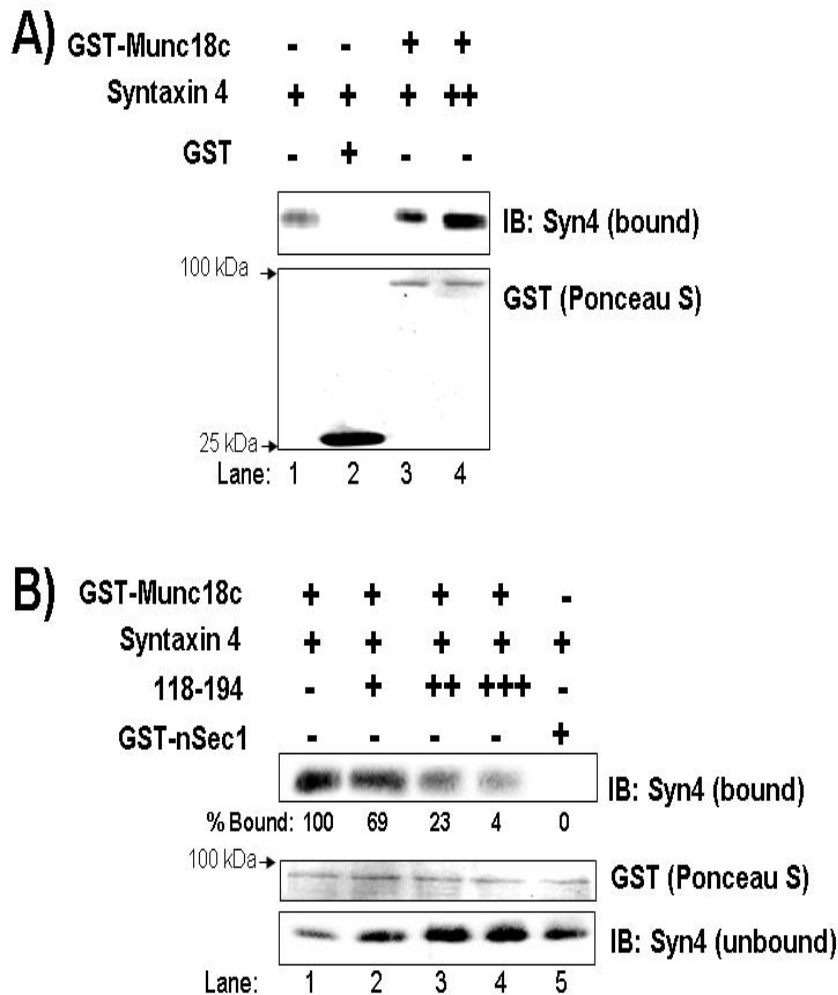 A)
GST-Munc18c - - + +
Syntaxin 4 + + + ++
GST - + - -
IB: Syn4 (bound)
100 kDa
GST (Ponceau S)
25 kDa
Lane: 1 2 3 4
B)
GST-Munc18c + + + + -
Syntaxin 4 + + + + +
118-194 - + ++ +++ -
GST-nSec1 - - - - +
IB: Syn4 (bound)
% Bound: 100 69 23 4 0
100 kDa
GST (Ponceau S)
IB: Syn4 (unbound)
Lane: 1 2 3 4 5